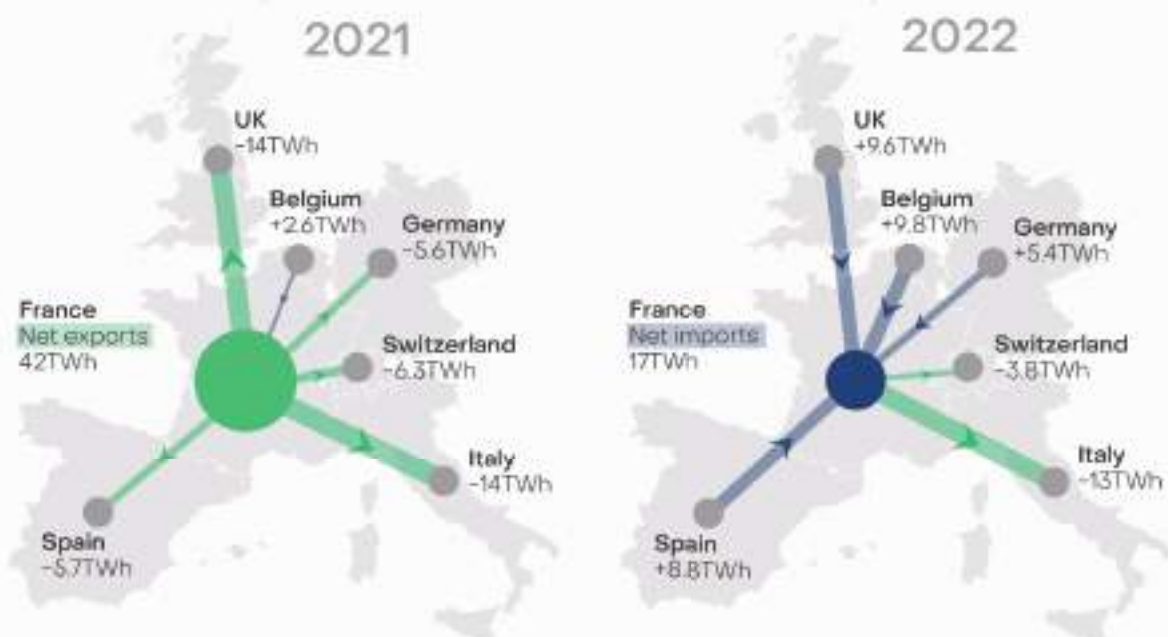 2021
UK
-14TWh
Belgium
+2.6TWh
Germany
-5.6TWh
France
Net exports
42TWh
Switzerland
-6.3TWh
Italy
-14TWh
Spain
-5.7TWh
2022
UK
+9.6TWh
Belgium
+9.8TWh
Germany
+5.4TWh
France
Net imports
17TWh
Switzerland
-3.8TWh
Italy
-13TWh
Spain
+8.8TWh